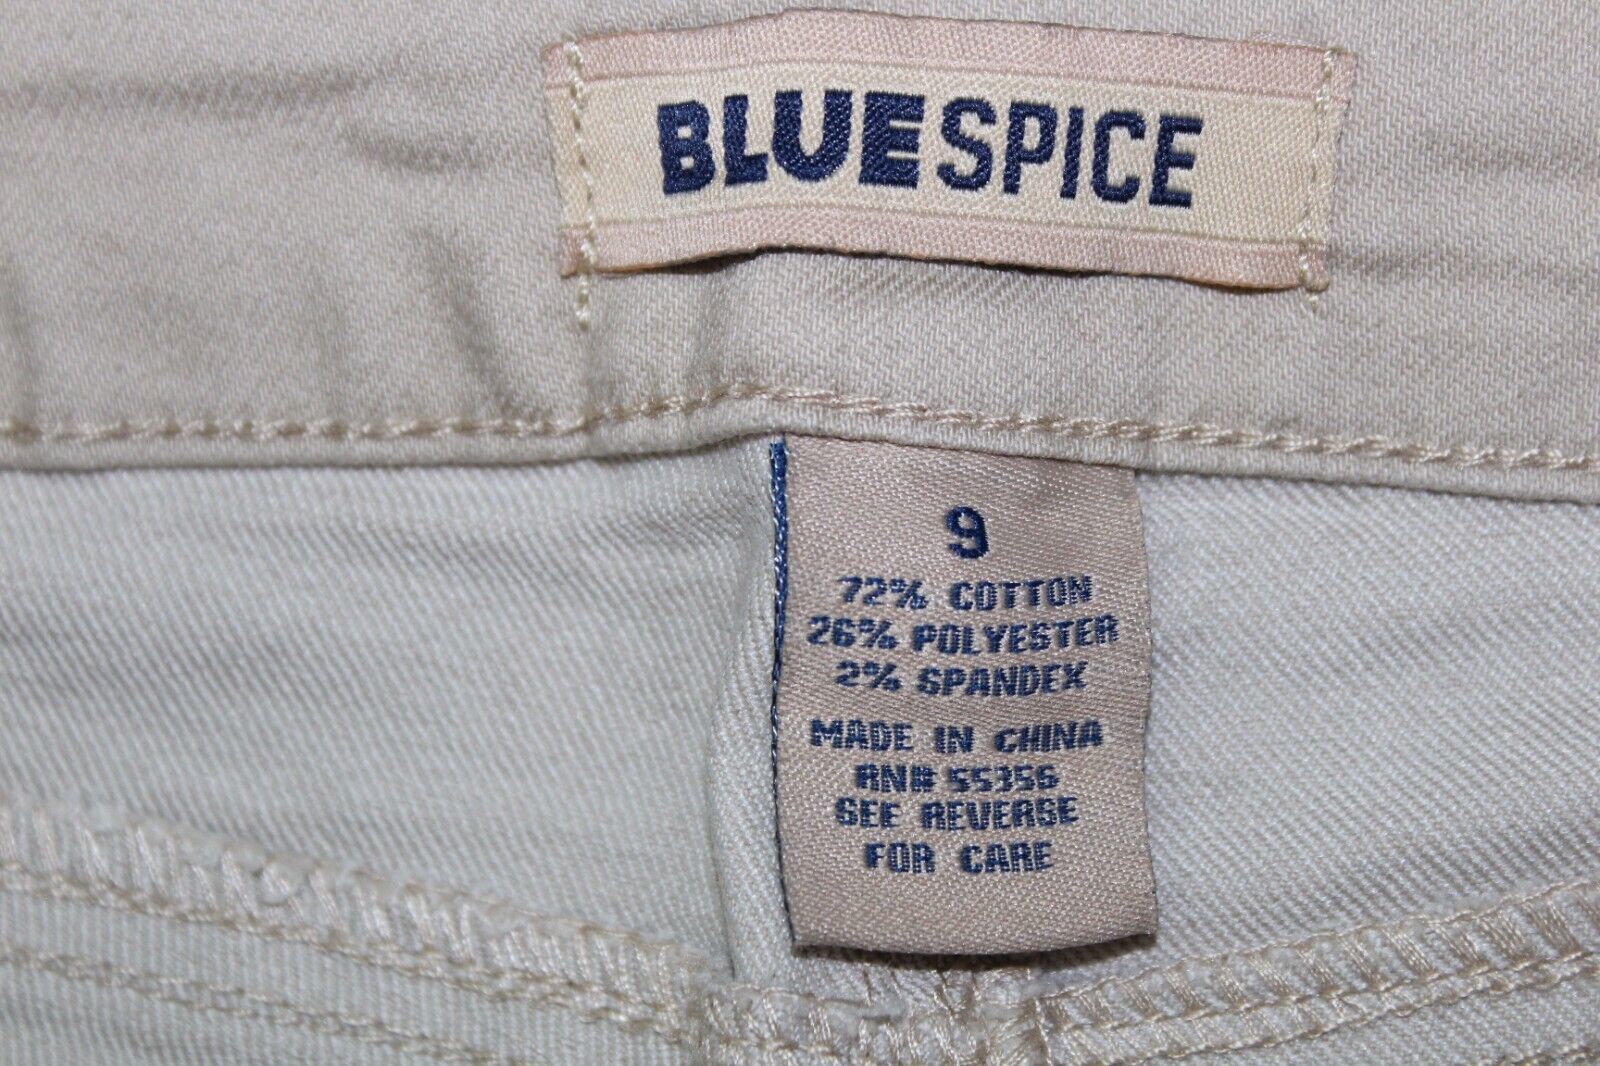 BLUESPICE
9
72% COTTON
26% POLYESTER
2% SPANDEX
MADE IN CHINA
RN# 55356
SEE REVERSE
FOR CARE